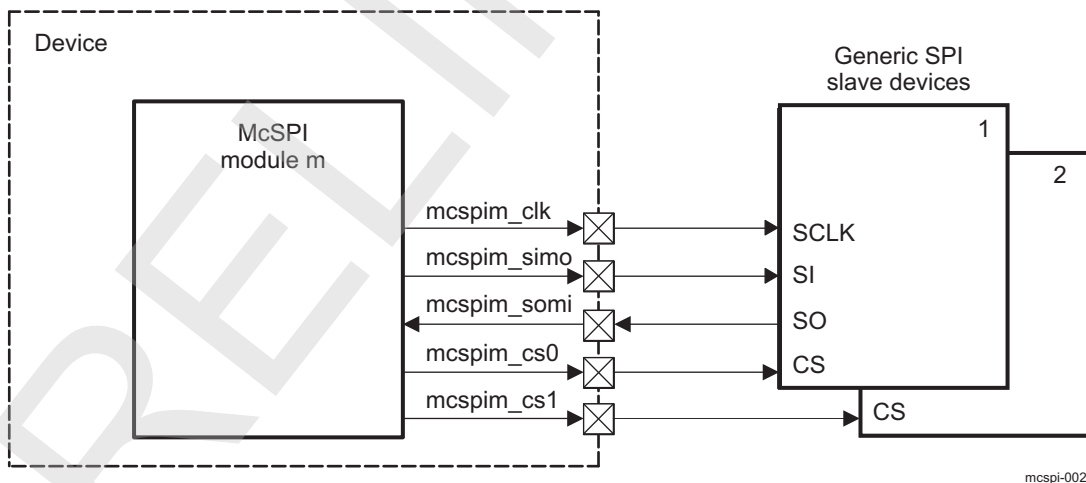 Device
Generic SPI
slave devices
McSPI
module m
1
2
mcspim_clk
SCLK
mcspim_simo
SI
mcspim_somi
SO
mcspim_cs0
CS
mcspim_cs1
CS
mcspi-002